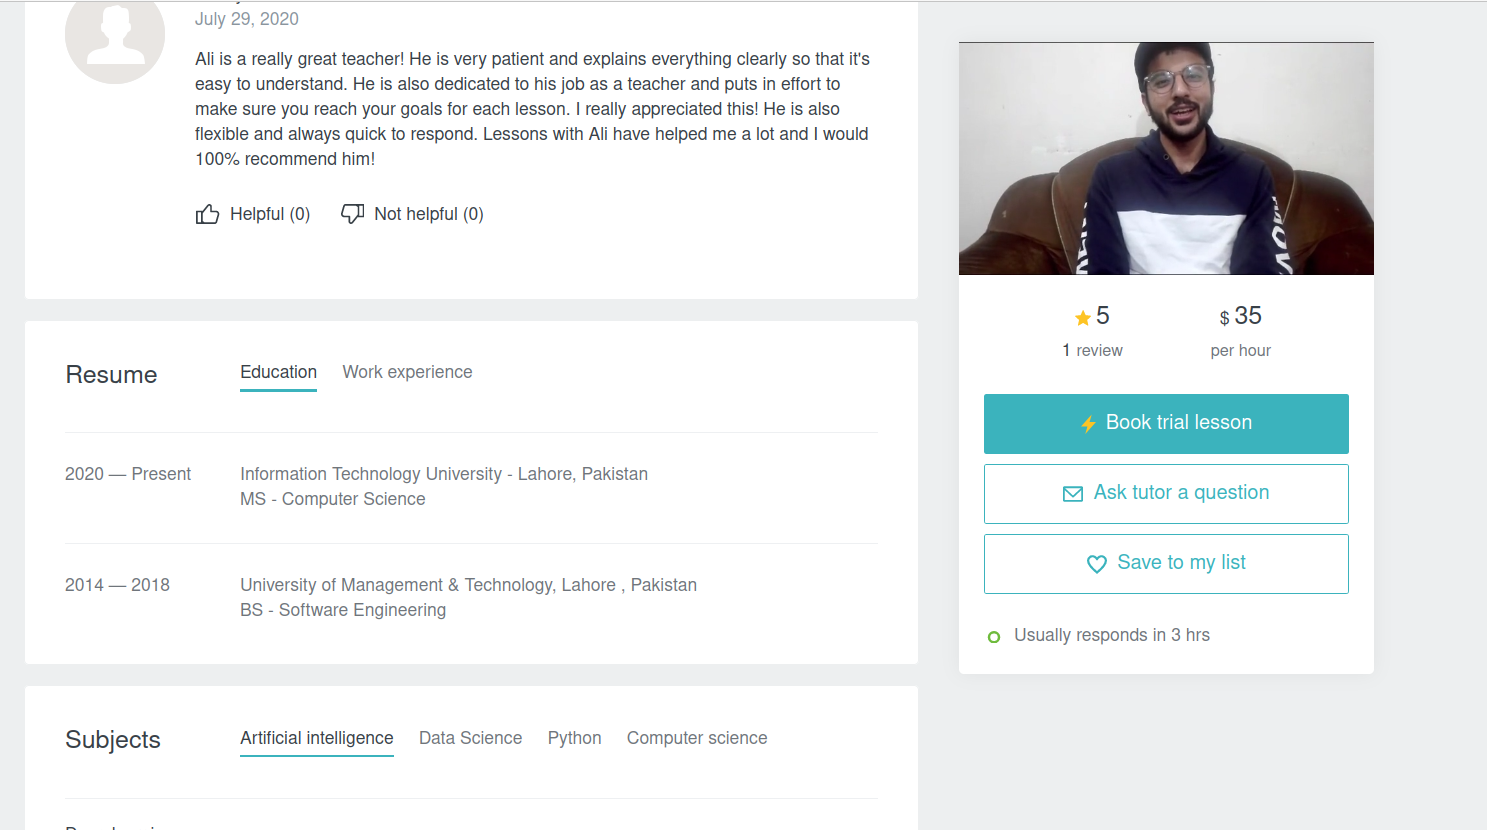 July 29, 2020
Ali is a really great teacher! He is very patient and explains everything clearly so that it's
easy to understand. He is also dedicated to his job as a teacher and puts in effort to
make sure you reach your goals for each lesson. I really appreciated this! He is also
flexible and always quick to respond. Lessons with Ali have helped me a lot and I would
100% recommend him!
Helpful (0) Not helpful (0)
Resume Education Work experience
2020 — Present Information Technology University - Lahore, Pakistan
MS - Computer Science
2014 — 2018 University of Management & Technology, Lahore , Pakistan
BS - Software Engineering
Subjects Artificial intelligence Data Science Python Computer science
5 $ 35
1 review per hour
Book trial lesson
Ask tutor a question
Save to my list
Usually responds in 3 hrs